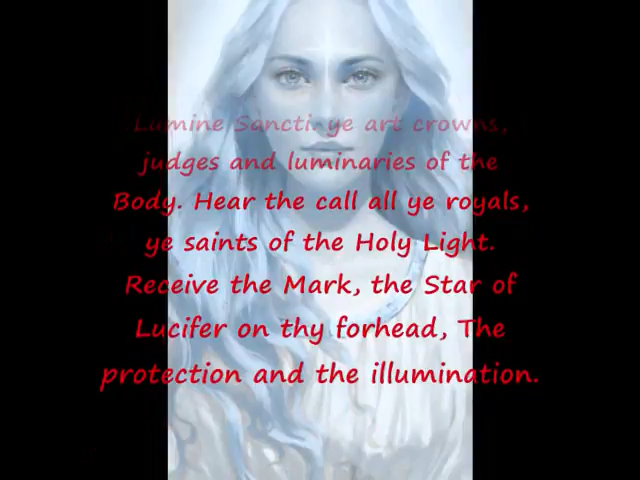 Lumine Sancti. ye art crowns,
judges and luminaries of the
Body. Hear the call all ye royals,
ye saints of the Holy Light.
Receive the Mark, the Star of
Lucifer on thy forhead, The
protection and the illumination.